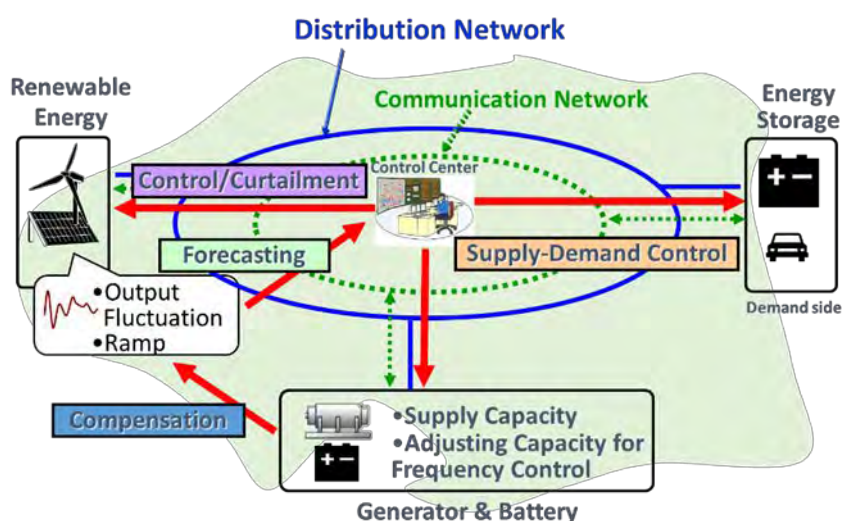 Distribution Network
Renewable
Energy
Communication Network
Energy
Storage
Control Center
Control/Curtailment
Forecasting
Supply-Demand Control
•Output
Fluctuation
•Ramp
Demand side
Compensation
•Supply Capacity
•Adjusting Capacity for
Frequency Control
Generator & Battery